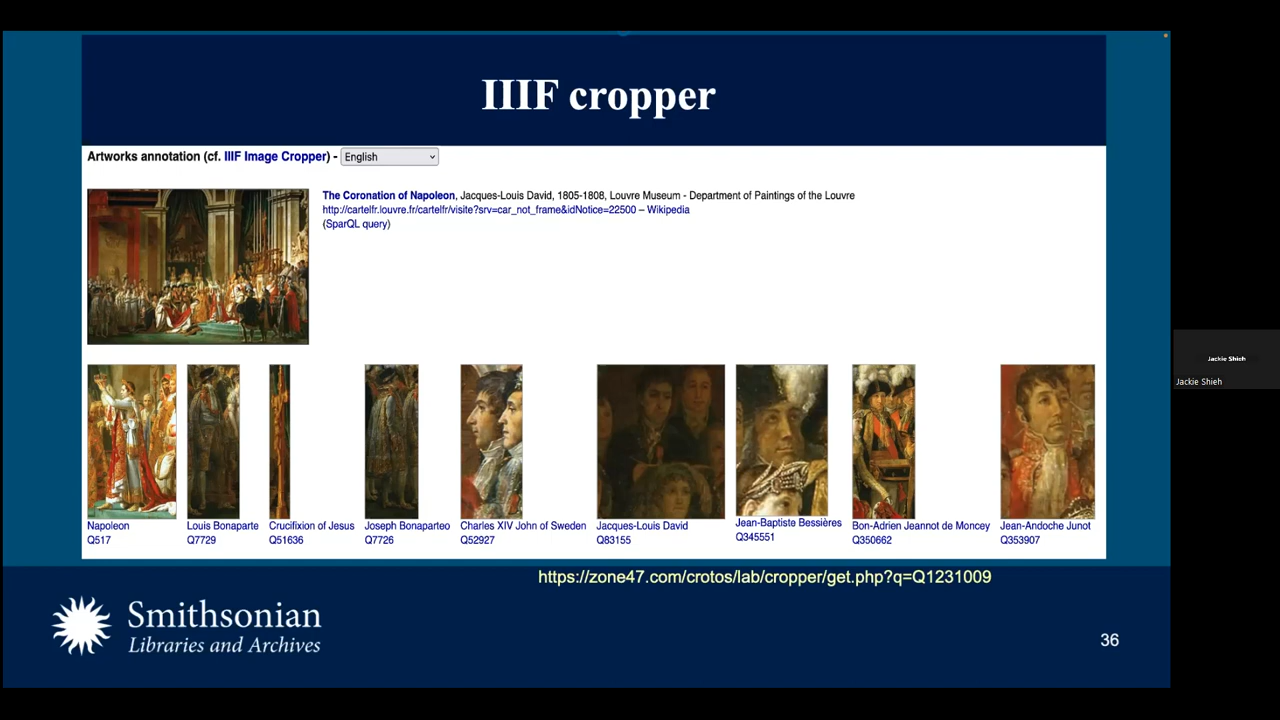 IIIF cropper
Artworks annotation (cf. IIIF Image Cropper) - English
The Coronation of Napoleon, Jacques-Louis David, 1805-1808, Louvre Museum - Department of Paintings of the Louvre
http://cartelfr.louvre.fr/cartelfr/visite?srv=car_not_frame&idNotice=22500 – Wikipedia
(SparQL query)
Napoleon
Q517
Louis Bonaparte
Q7729
Crucifixion of Jesus
Q51636
Joseph Bonaparteo
Q7726
Charles XIV John of Sweden
Q52927
Jacques-Louis David
Q83155
Jean-Baptiste Bessières
Q345551
Bon-Adrien Jeannot de Moncey
Q350662
Jean-Andoche Junot
Q353907
https://zone47.com/crotos/lab/cropper/get.php?q=Q1231009
Smithsonian
Libraries and Archives
36
Jackie Shieh
Jackie Shieh